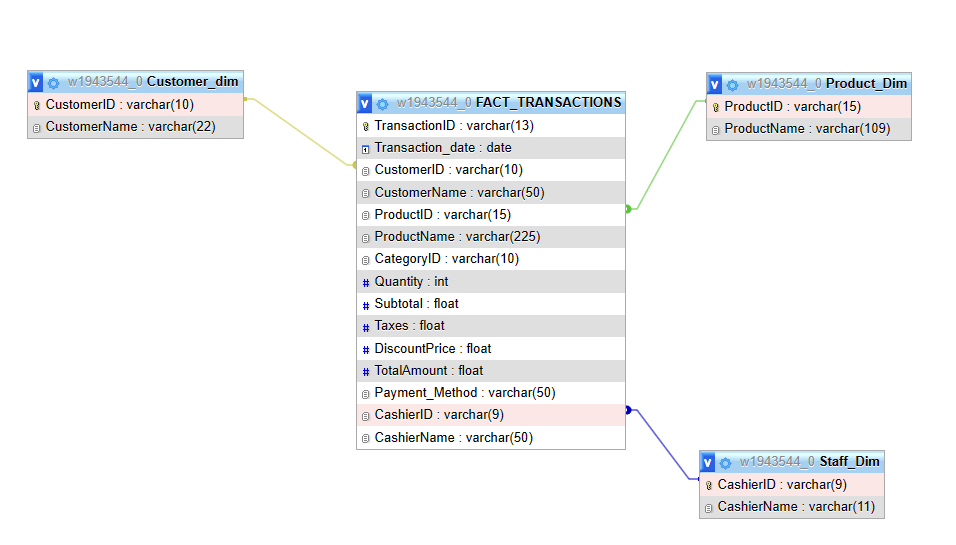 v w1943544_0 Customer_dim
CustomerID : varchar(10)
CustomerName : varchar(22)
v w1943544_0 FACT_TRANSACTIONS
TransactionID : varchar(13)
Transaction_date : date
CustomerID : varchar(10)
CustomerName : varchar(50)
ProductID : varchar(15)
ProductName : varchar(225)
CategoryID : varchar(10)
# Quantity : int
# Subtotal : float
# Taxes : float
# DiscountPrice : float
# TotalAmount : float
Payment_Method : varchar(50)
CashierID : varchar(9)
CashierName : varchar(50)
v w1943544_0 Product_Dim
ProductID : varchar(15)
ProductName : varchar(109)
v w1943544_0 Staff_Dim
CashierID : varchar(9)
CashierName : varchar(11)